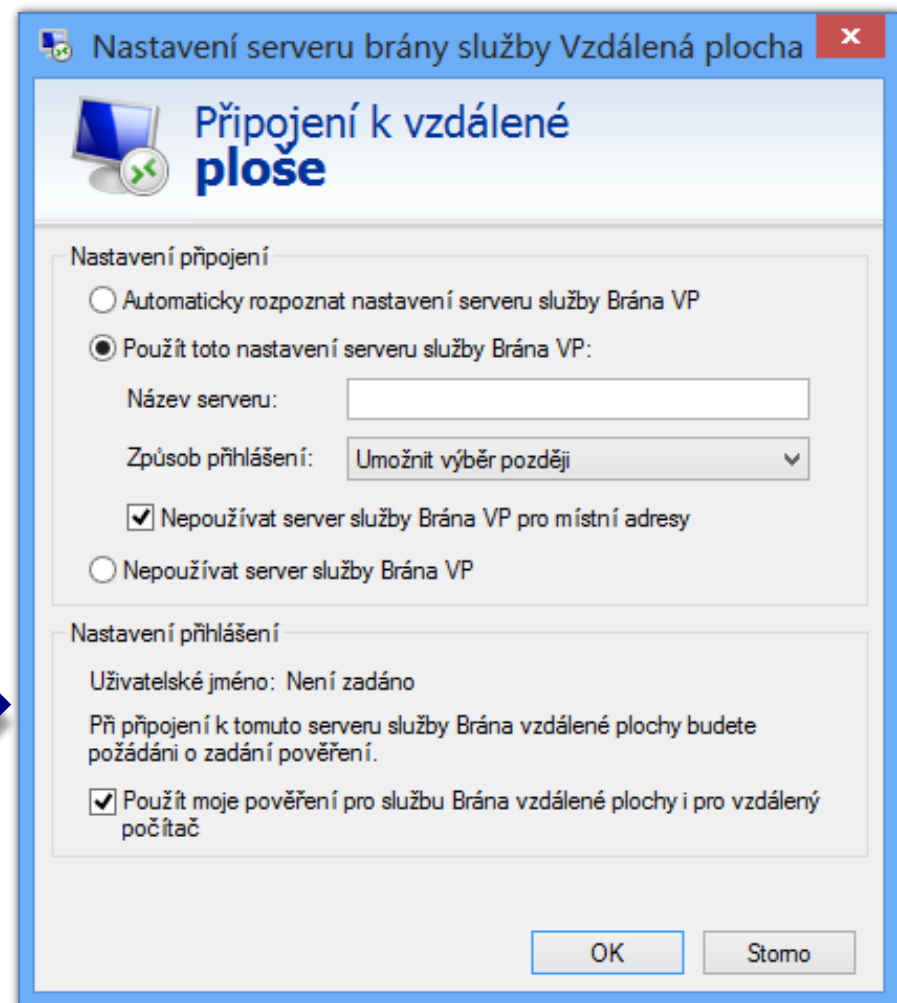 Nastavení serveru brány služby Vzdálená plocha
Připojení k vzdálené
ploše
Nastavení připojení
Automaticky rozpoznat nastavení serveru služby Brána VP
Použít toto nastavení serveru služby Brána VP:
Název serveru:
Způsob přihlášení: Umožnit výběr později
Nepoužívat server služby Brána VP pro místní adresy
Nepoužívat server služby Brána VP
Nastavení přihlášení
Uživatelské jméno: Není zadáno
Při připojení k tomuto serveru služby Brána vzdálené plochy budete
požádáni o zadání pověření.
Použít moje pověření pro službu Brána vzdálené plochy i pro vzdálený
počítač
OK Storno